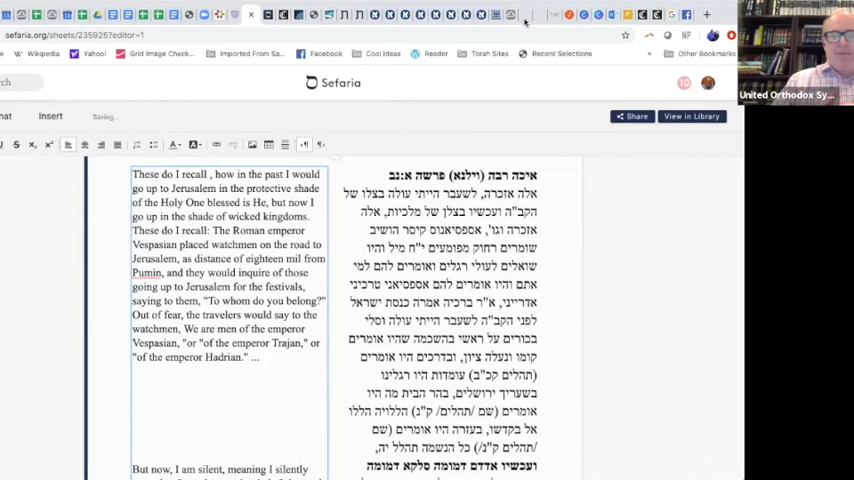 sefaria.org/sheets/235925?editor=1
Wikipedia
Yahoo!
Grid Image Checker...
Imported From Sa...
Facebook
Cool Ideas
Reader
Torah Sites
Recent Selections
Other Bookmarks
United Orthodox Sy...
Sefaria
Insert
Saving...
Share
View in Library
These do I recall , how in the past I would
go up to Jerusalem in the protective shade
of the Holy One blessed is He, but now I
go up in the shade of wicked kingdoms.
These do I recall: The Roman emperor
Vespasian placed watchmen on the road to
Jerusalem, as distance of eighteen mil from
Pumin, and they would inquire of those
going up to Jerusalem for the festivals,
saying to them, "To whom do you belong?"
Out of fear, the travelers would say to the
watchmen, We are men of the emperor
Vespasian, "or "of the emperor Trajan," or
"of the emperor Hadrian." ...
But now, I am silent, meaning I silently
איכה רבה (וילנא) פרשה א:נב
אלה אזכרה, לשעבר הייתי עולה בצלו של
הקב"ה ועכשיו בצלן של מלכיות, אלה
אזכרה וגו', אספסיאנוס קיסר הושיב
שומרים רחוק מפומעים י"ח מיל והיו
שואלים לעולי רגלים ואומרים להם למי
אתם והיו אומרים להם אספסיאני טרכיני
אדרייני, א"ר ברכיה אמרה כנסת ישראל
לפני הקב"ה לשעבר הייתי עולה וסלי
בכורים על ראשי בהשכמה שהיו אומרים
קומו ונעלה ציון, ובדרכים היו אומרים
(תהלים קכ"ב) עומדות היו רגלינו
בשעריך ירושלים, בהר הבית מה היו
אומרים (שם /תהלים/ ק"נ) הללויה הללו
אל בקדשו, בעזרה היו אומרים (שם
/תהלים ק"נ/) כל הנשמה תהלל יה,
ועכשיו אדדם דמומה סלקא דמומה